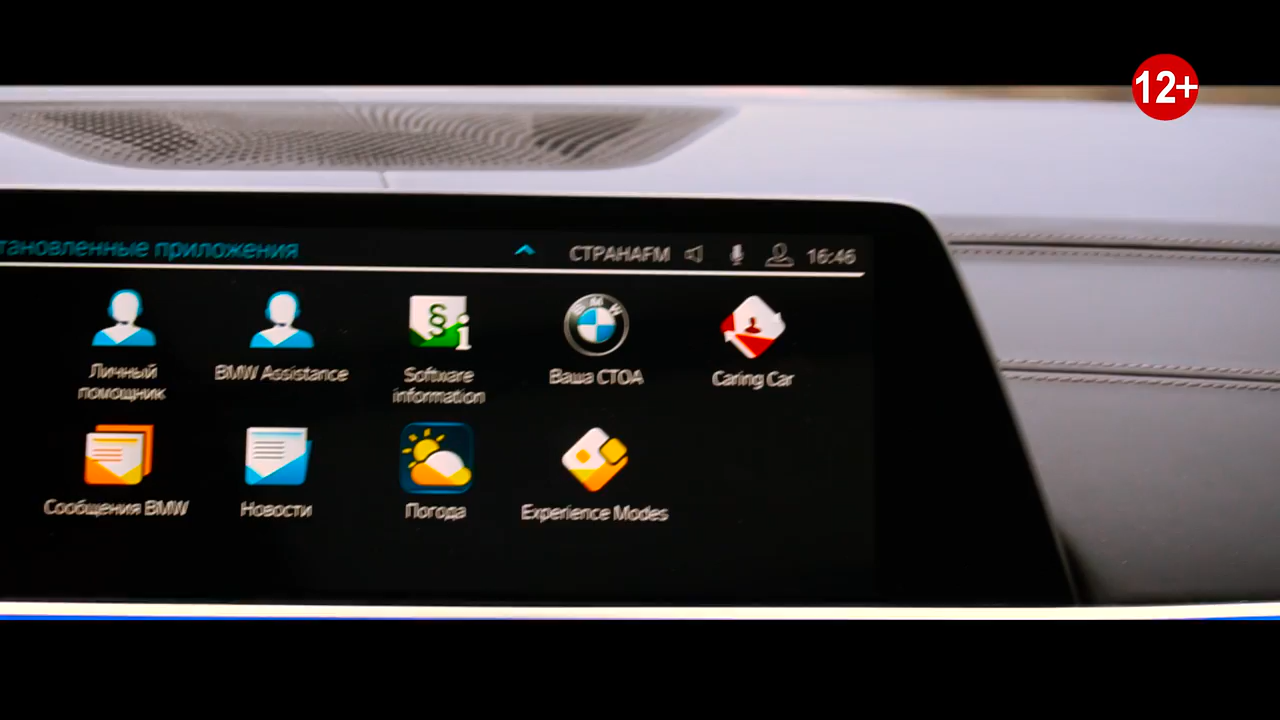 12+
тановленные приложения
СТРАНАFM
16:46
Личный
помощник
BMW Assistance
Software
information
BMW
Ваша СТОА
Caring Car
Сообщения BMW
Новости
Погода
Experience Modes